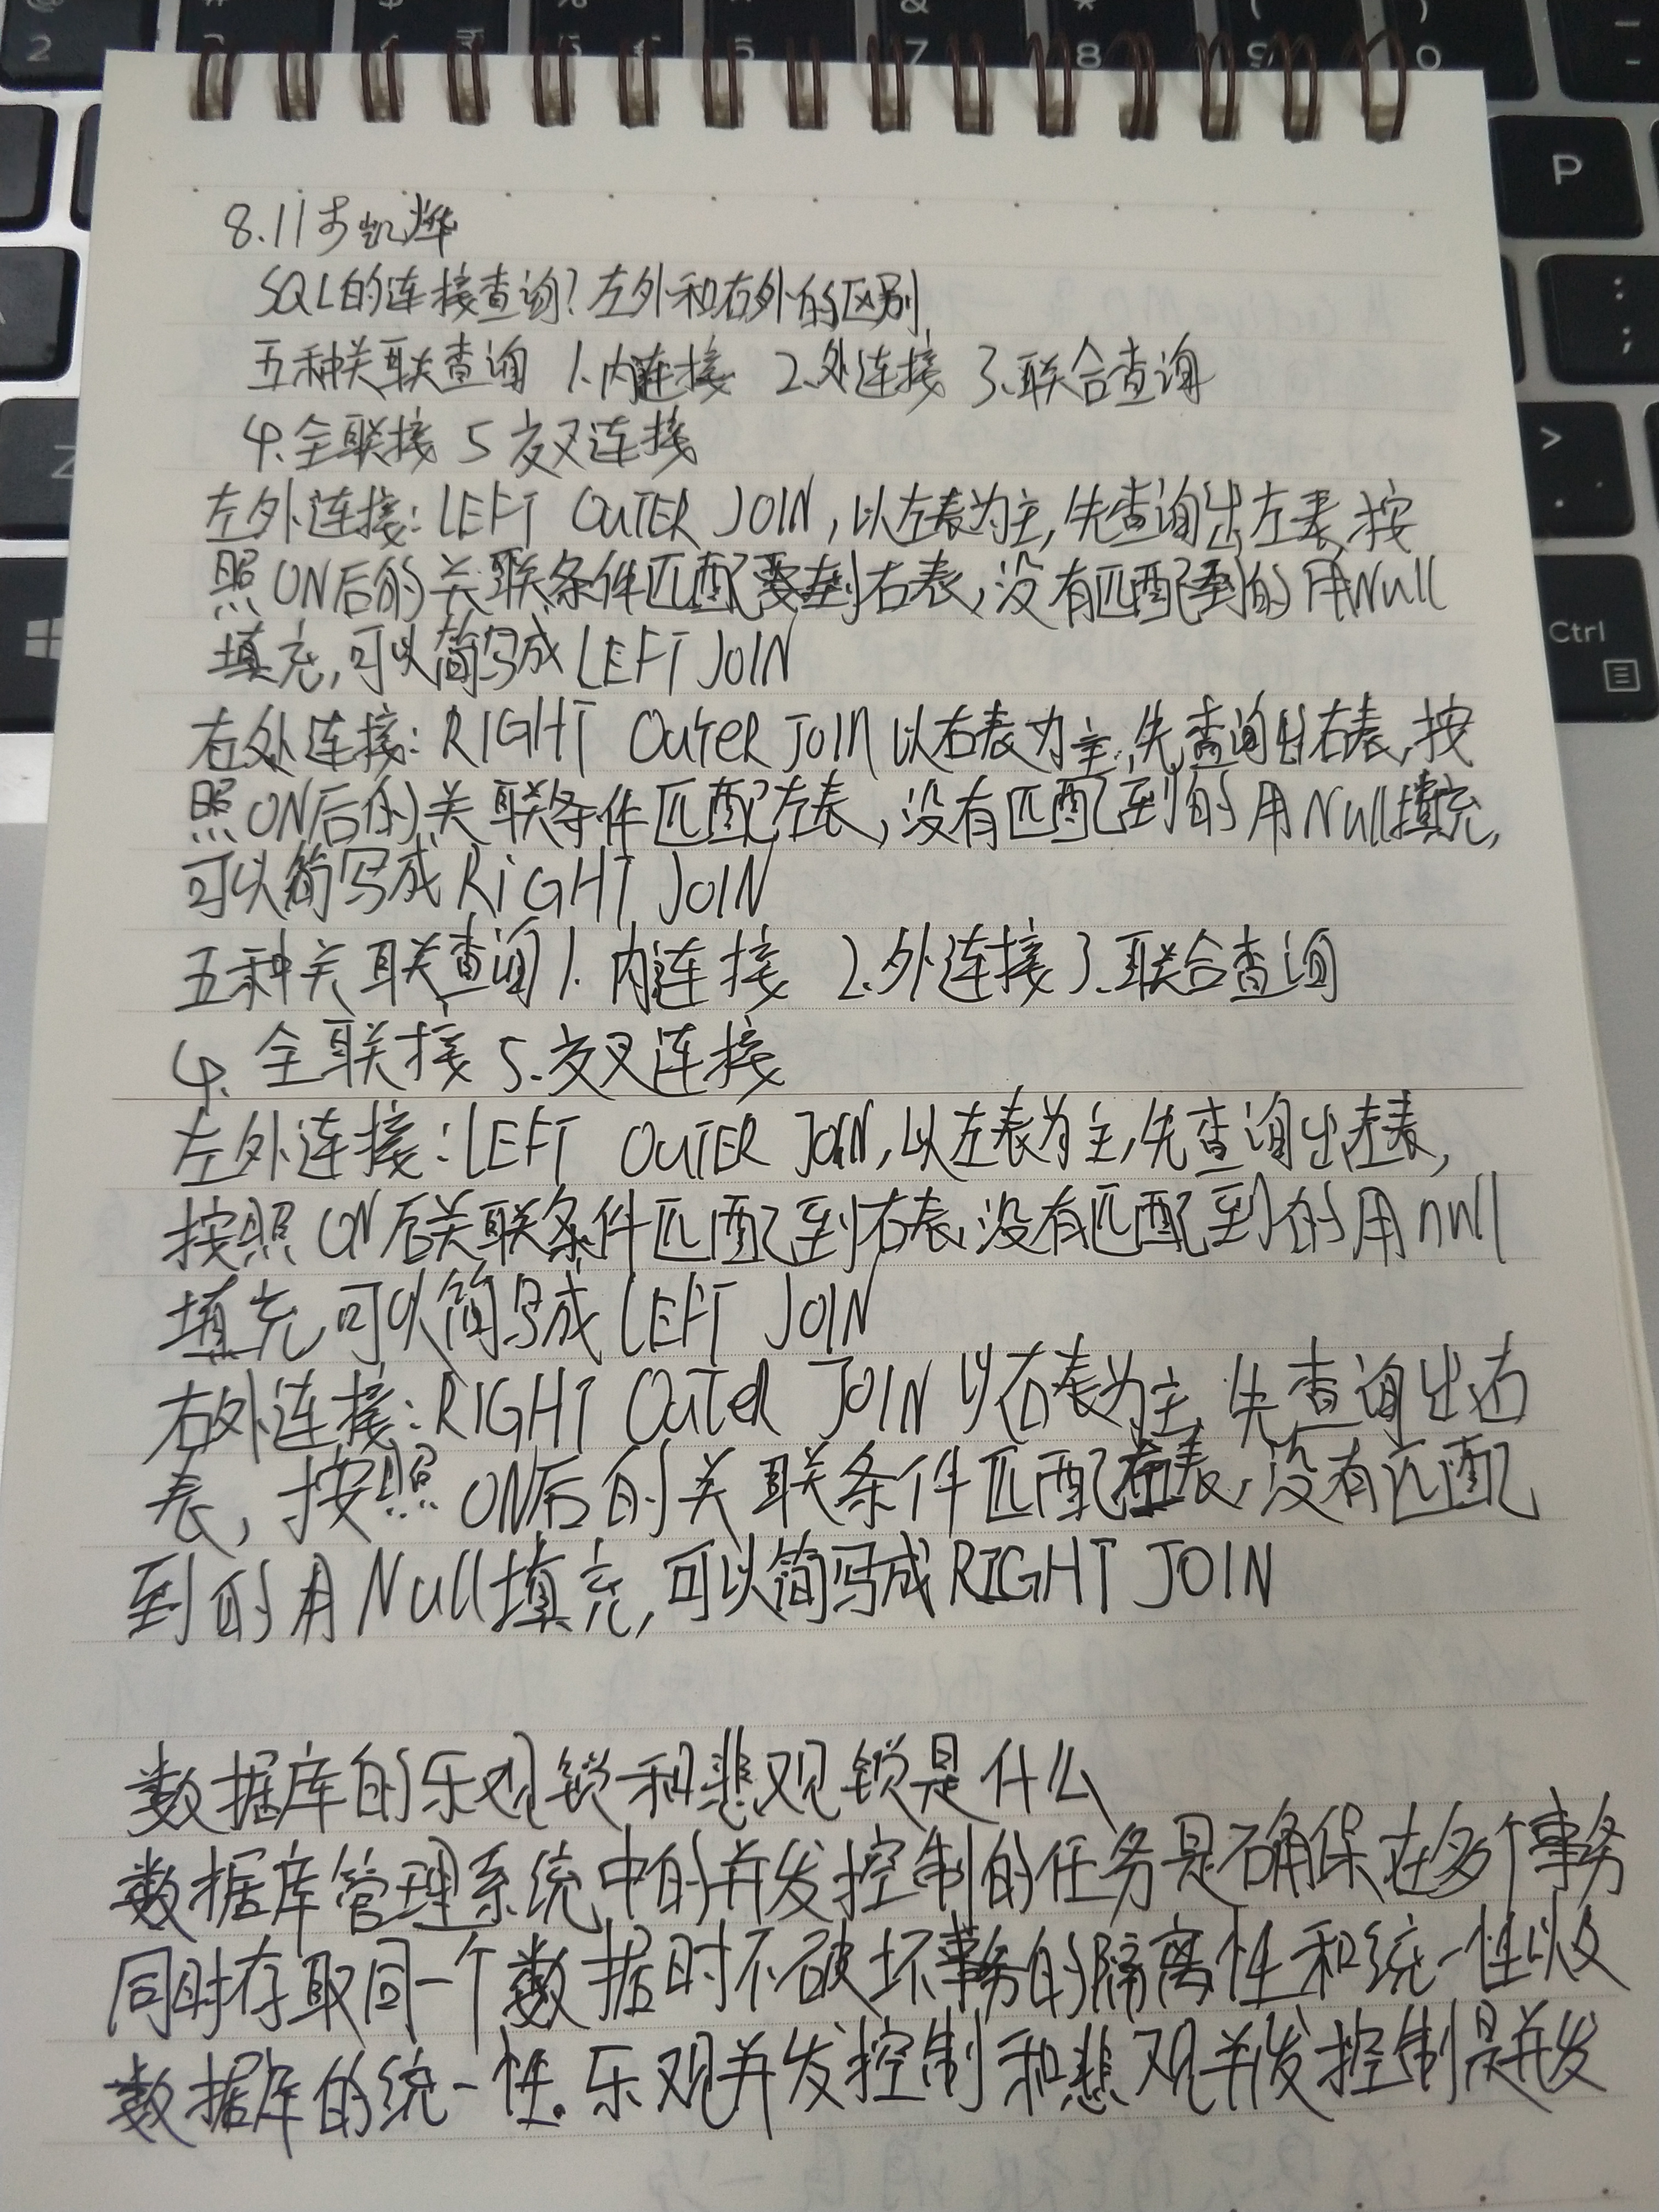 8.11 岁凯烨
SQL的连接查询?左外和右外的区别
五种关联查询 1.内连接 2.外连接 3.联合查询
4.全联接 5 交叉连接
左外连接:LEFT OUTER JOIN,以左表为主,先查询出左表,按
照ON后的关联条件匹配到右表,没有匹配到的用Null
填充,可以简写成LEFT JOIN
右外连接:RIGHT OuTeR JOIN 以右表为主,先查询出右表,按
照ON后的关联条件匹配左表,没有匹配到的用Null填充,
可以简写成RiGHT JOIN
五种关联查询1.内连接 2.外连接3.联合查询
4.全联接 5.交叉连接
左外连接:LEFT OuTER JOIN,以左表为主,先查询出左表,
按照ON后关联条件匹配到右表,没有匹配到的用null
填充,可以简写成LEFT JOIN
右外连接:RIGHT OuTeR JOIN以右表为主,先查询出右
表,按照ON后的关联条件匹配左表,没有匹配
到的用Null填充,可以简写成RIGHT JOIN
数据库的乐观锁和悲观锁是什么
数据库管理系统中的并发控制的任务是确保在多个事务
同时存取同一个数据时不破坏事务的隔离性和统一性以及
数据库的统一性。乐观并发控制和悲观并发控制是并发
2
7
8
9
0
P
Z
>
.
;
Ctrl